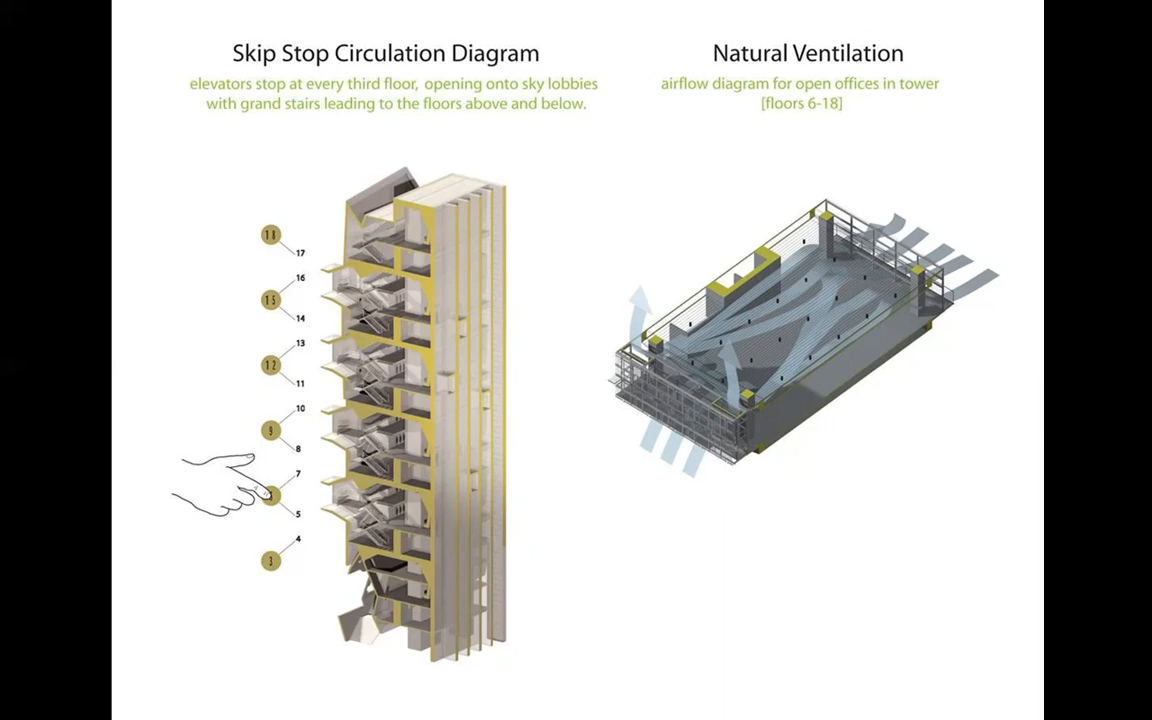 Skip Stop Circulation Diagram
elevators stop at every third floor, opening onto sky lobbies
with grand stairs leading to the floors above and below.
Natural Ventilation
airflow diagram for open offices in tower
[floors 6-18]
18
17
16
15
14
13
12
11
10
9
8
7
5
4
3